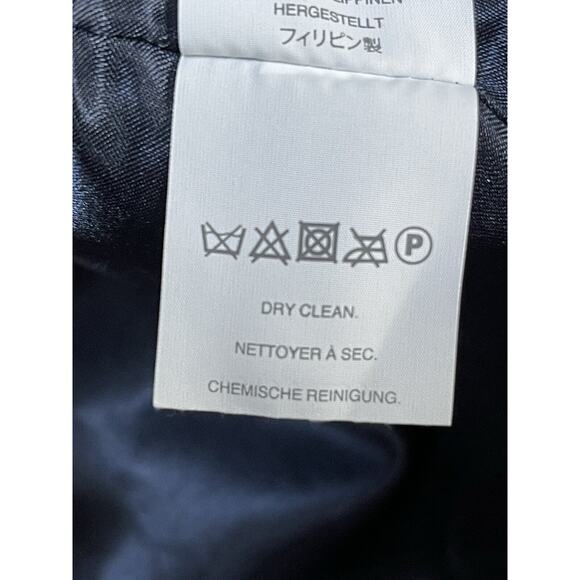 HERGESTELLT
フィリピン製
P
DRY CLEAN.
NETTOYER À SEC.
CHEMISCHE REINIGUNG.